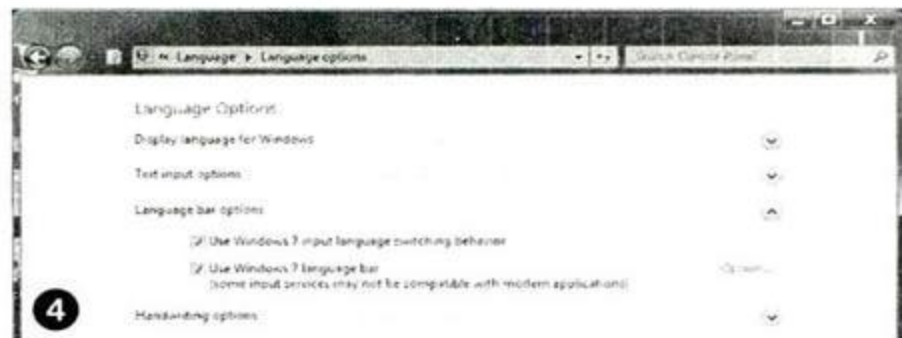 Language ▸ Language options
Search Control Panel
Language Options
Display language for Windows
Text input options
Language bar options
Use Windows 7 input language switching behavior
Use Windows 7 language bar
Options
(some input services may not be compatible with modern applications)
Handwriting options
4